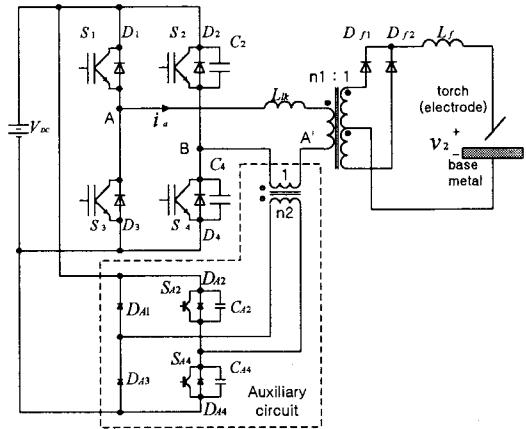 S1
D1
S2
D2
C2
Df1
Df2
Lf
n1 : 1
Llk
VDC
A
ia
B
A'
torch
(electrode)
+
v2
−
base
metal
C4
1
n2
S3
D3
S4
D4
DA2
SA2
CA2
DA1
SA4
CA4
DA3
DA4
Auxiliary
circuit